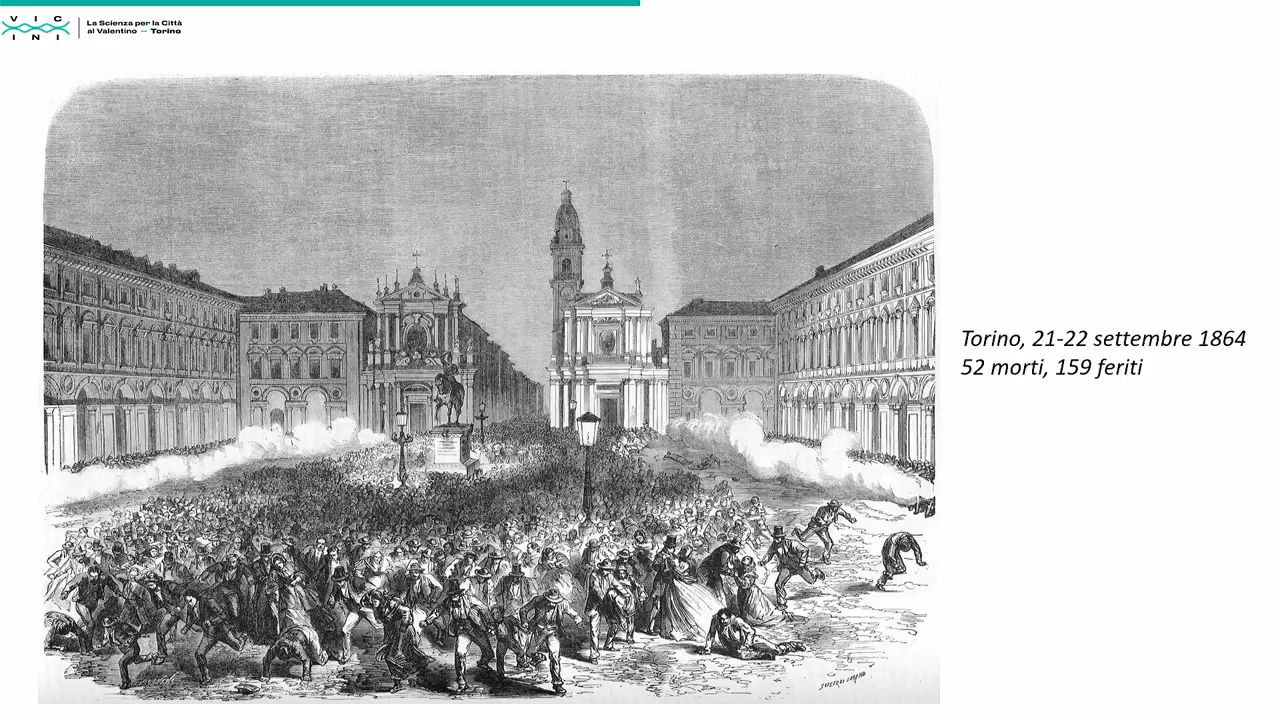 V I C
I N I
La Scienza per la Città
al Valentino — Torino
Torino, 21-22 settembre 1864
52 morti, 159 feriti